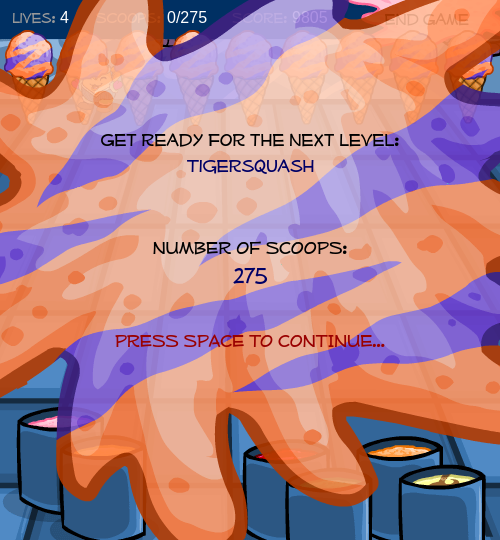 LIVES: 4 SCOOPS: 0/275 SCORE: 9805 END GAME
GET READY FOR THE NEXT LEVEL:
TIGERSQUASH
NUMBER OF SCOOPS:
275
PRESS SPACE TO CONTINUE...